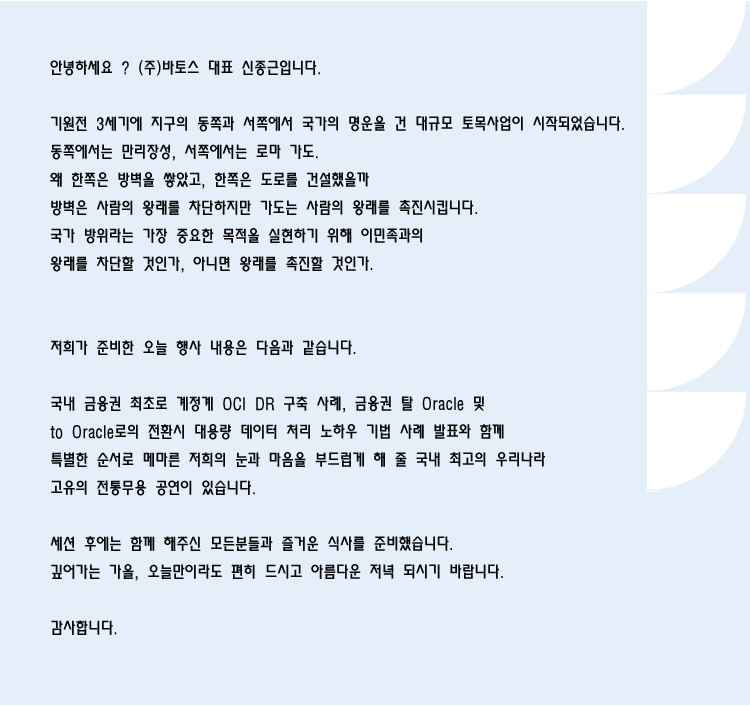 안녕하세요 ? (주)바토스 대표 신종근입니다.
기원전 3세기에 지구의 동쪽과 서쪽에서 국가의 명운을 건 대규모 토목사업이 시작되었습니다.
동쪽에서는 만리장성, 서쪽에서는 로마 가도.
왜 한쪽은 방벽을 쌓았고, 한쪽은 도로를 건설했을까
방벽은 사람의 왕래를 차단하지만 가도는 사람의 왕래를 촉진시킵니다.
국가 방위라는 가장 중요한 목적을 실현하기 위해 이민족과의
왕래를 차단할 것인가, 아니면 왕래를 촉진할 것인가.
저희가 준비한 오늘 행사 내용은 다음과 같습니다.
국내 금융권 최초로 계정계 OCI DR 구축 사례, 금융권 탈 Oracle 및
to Oracle로의 전환시 대용량 데이터 처리 노하우 기법 사례 발표와 함께
특별한 순서로 메마른 저희의 눈과 마음을 부드럽게 해 줄 국내 최고의 우리나라
고유의 전통무용 공연이 있습니다.
세션 후에는 함께 해주신 모든분들과 즐거운 식사를 준비했습니다.
깊어가는 가을, 오늘만이라도 편히 드시고 아름다운 저녁 되시기 바랍니다.
감사합니다.